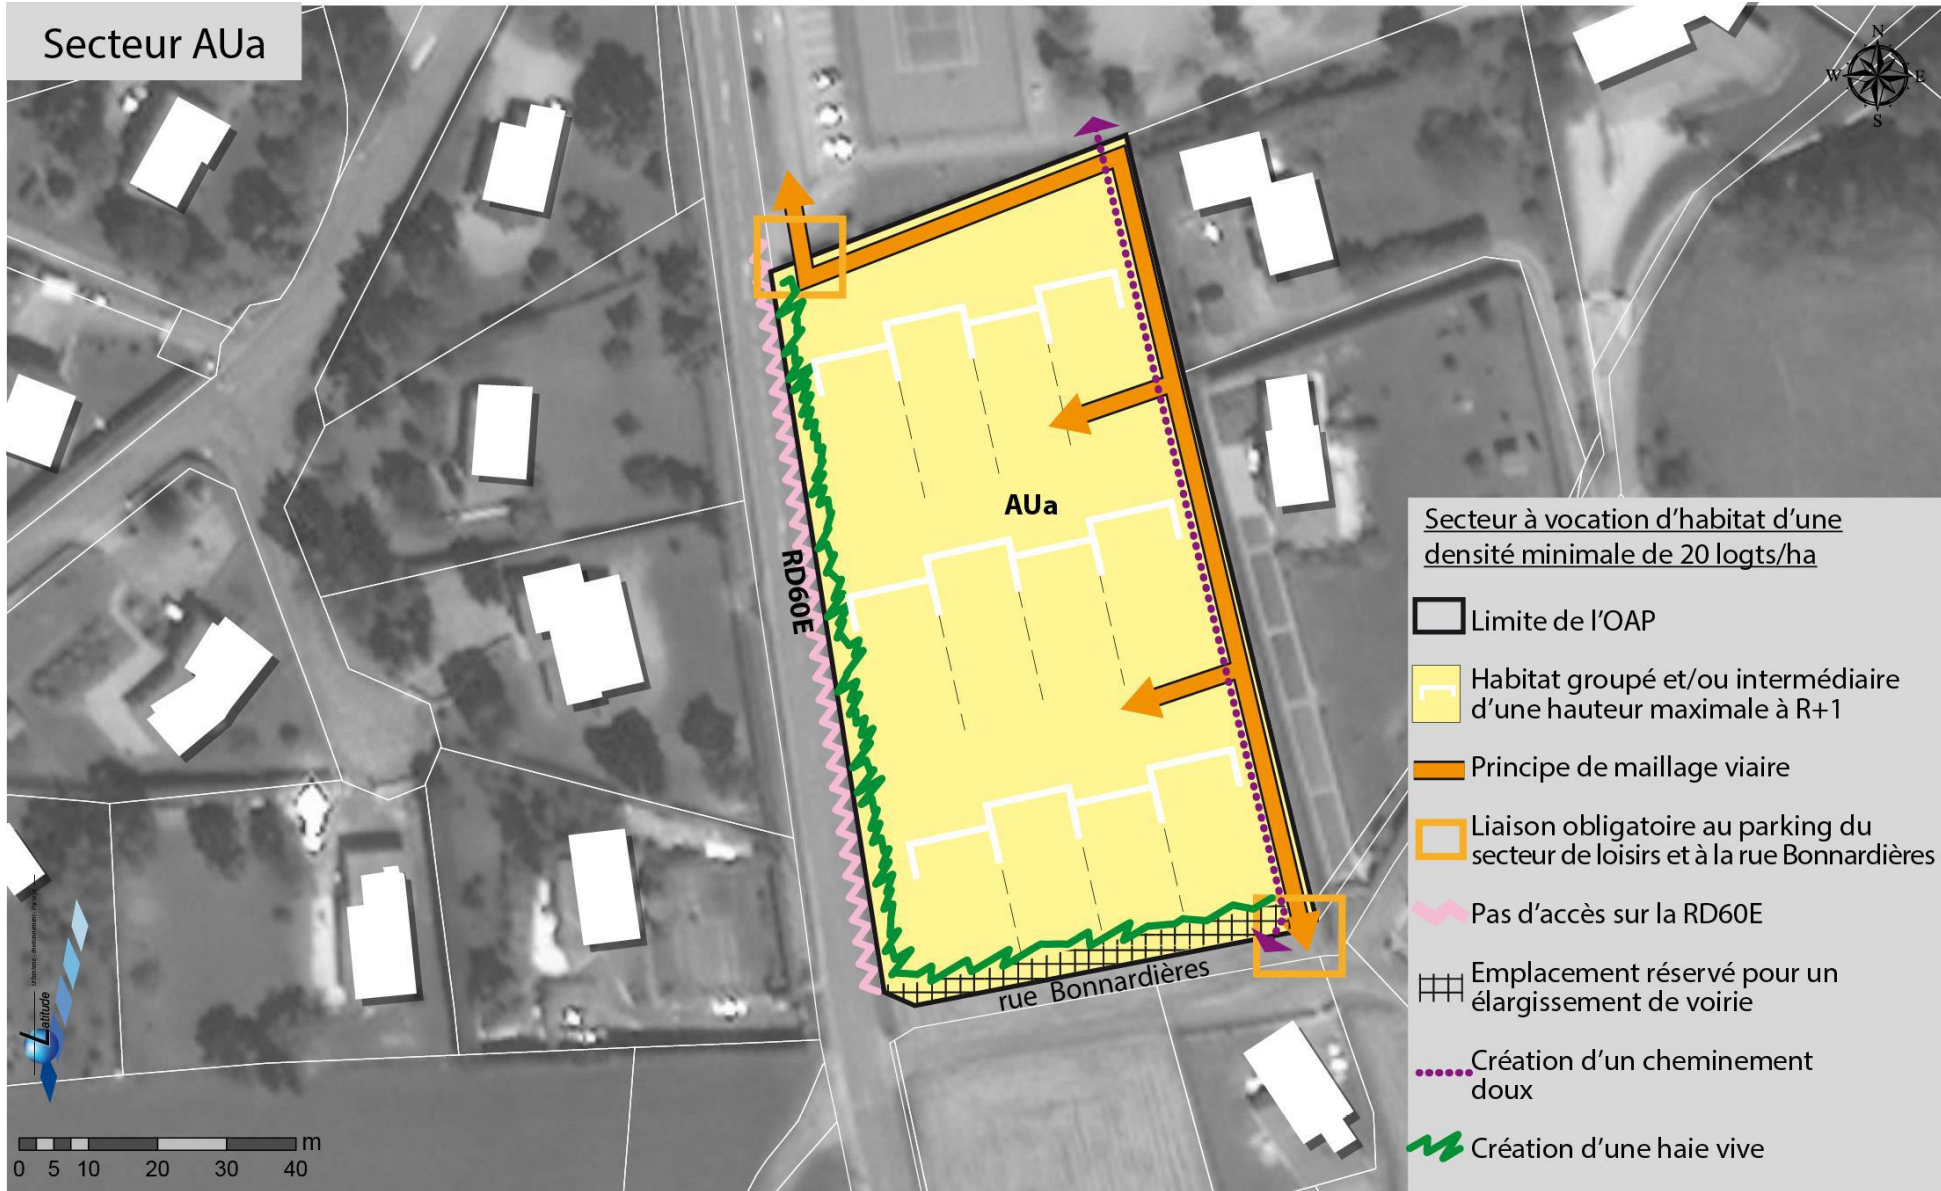 Secteur AUa
N
W E
S
AUa
RD60E
rue Bonnardières
Secteur à vocation d'habitat d'une
densité minimale de 20 logts/ha
Limite de l'OAP
Habitat groupé et/ou intermédiaire
d'une hauteur maximale à R+1
Principe de maillage viaire
Liaison obligatoire au parking du
secteur de loisirs et à la rue Bonnardières
Pas d'accès sur la RD60E
Emplacement réservé pour un
élargissement de voirie
Création d'un cheminement
doux
Création d'une haie vive
Latitude
m
0 5 10 20 30 40